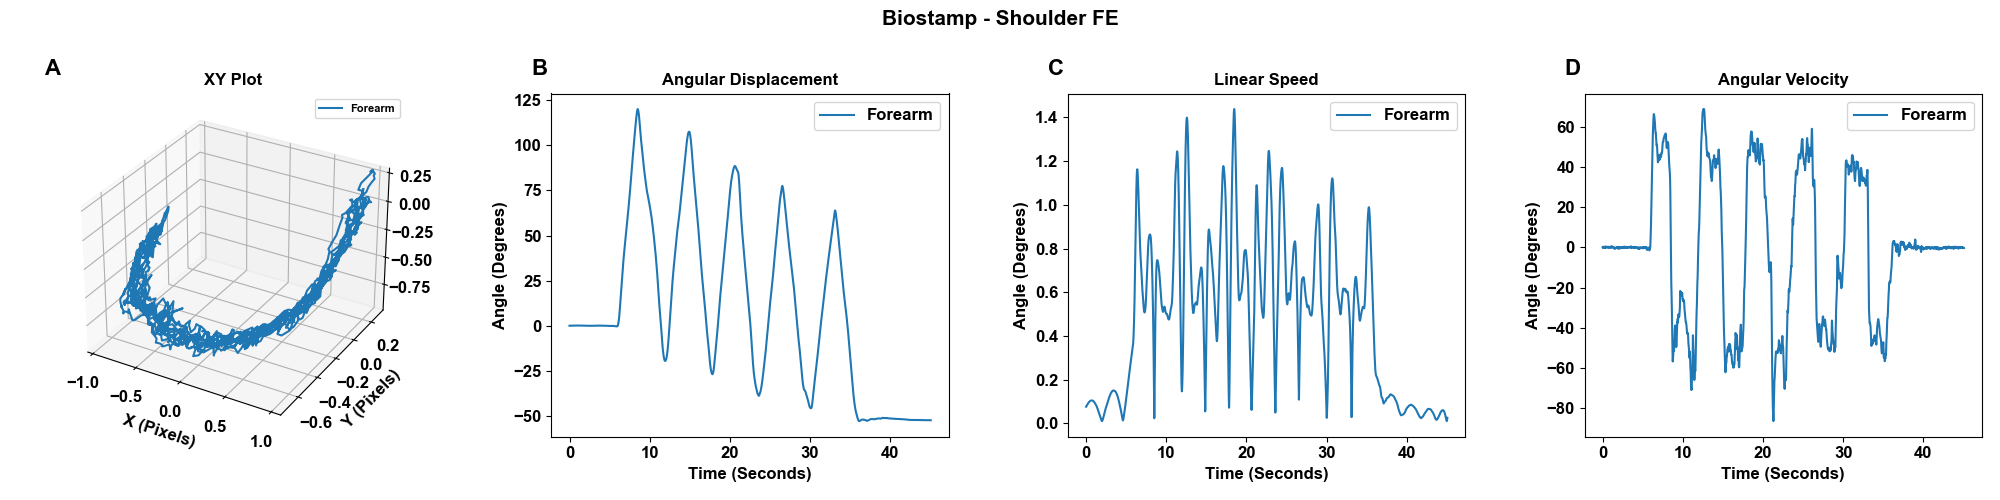 Biostamp - Shoulder FE
A
XY Plot
Forearm
0.25
0.00
−0.25
−0.50
−0.75
0.2
0.0
−0.2
−0.4
−0.6
Y (Pixels)
−1.0
−0.5
0.0
0.5
1.0
X (Pixels)
B
Angular Displacement
Forearm
125
100
75
50
25
0
−25
−50
Angle (Degrees)
0 10 20 30 40
Time (Seconds)
C
Linear Speed
Forearm
1.4
1.2
1.0
0.8
0.6
0.4
0.2
0.0
Angle (Degrees)
0 10 20 30 40
Time (Seconds)
D
Angular Velocity
Forearm
60
40
20
0
−20
−40
−60
−80
Angle (Degrees)
0 10 20 30 40
Time (Seconds)